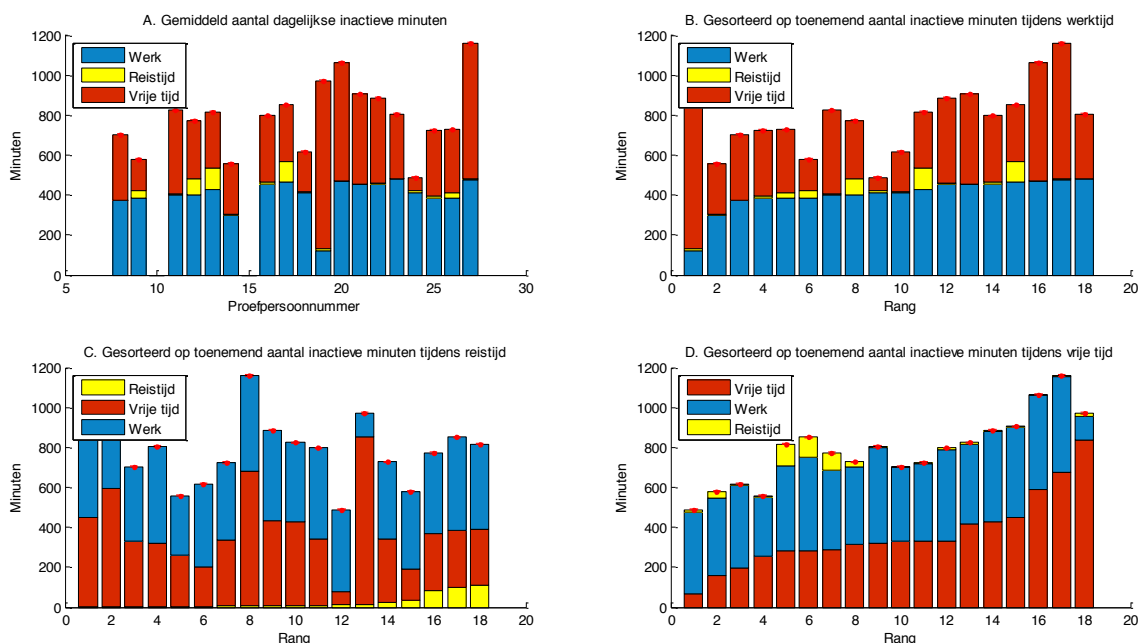 A. Gemiddeld aantal dagelijkse inactieve minuten
1200
1000
800
600
400
200
0
Minuten
Werk
Reistijd
Vrije tijd
5
10
15
20
25
30
Proefpersoonnummer
B. Gesorteerd op toenemend aantal inactieve minuten tijdens werktijd
1200
1000
800
600
400
200
0
Minuten
Werk
Reistijd
Vrije tijd
0
2
4
6
8
10
12
14
16
18
20
Rang
C. Gesorteerd op toenemend aantal inactieve minuten tijdens reistijd
1200
1000
800
600
400
200
0
Minuten
Reistijd
Vrije tijd
Werk
0
2
4
6
8
10
12
14
16
18
20
Rang
D. Gesorteerd op toenemend aantal inactieve minuten tijdens vrije tijd
1200
1000
800
600
400
200
0
Minuten
Vrije tijd
Werk
Reistijd
0
2
4
6
8
10
12
14
16
18
20
Rang